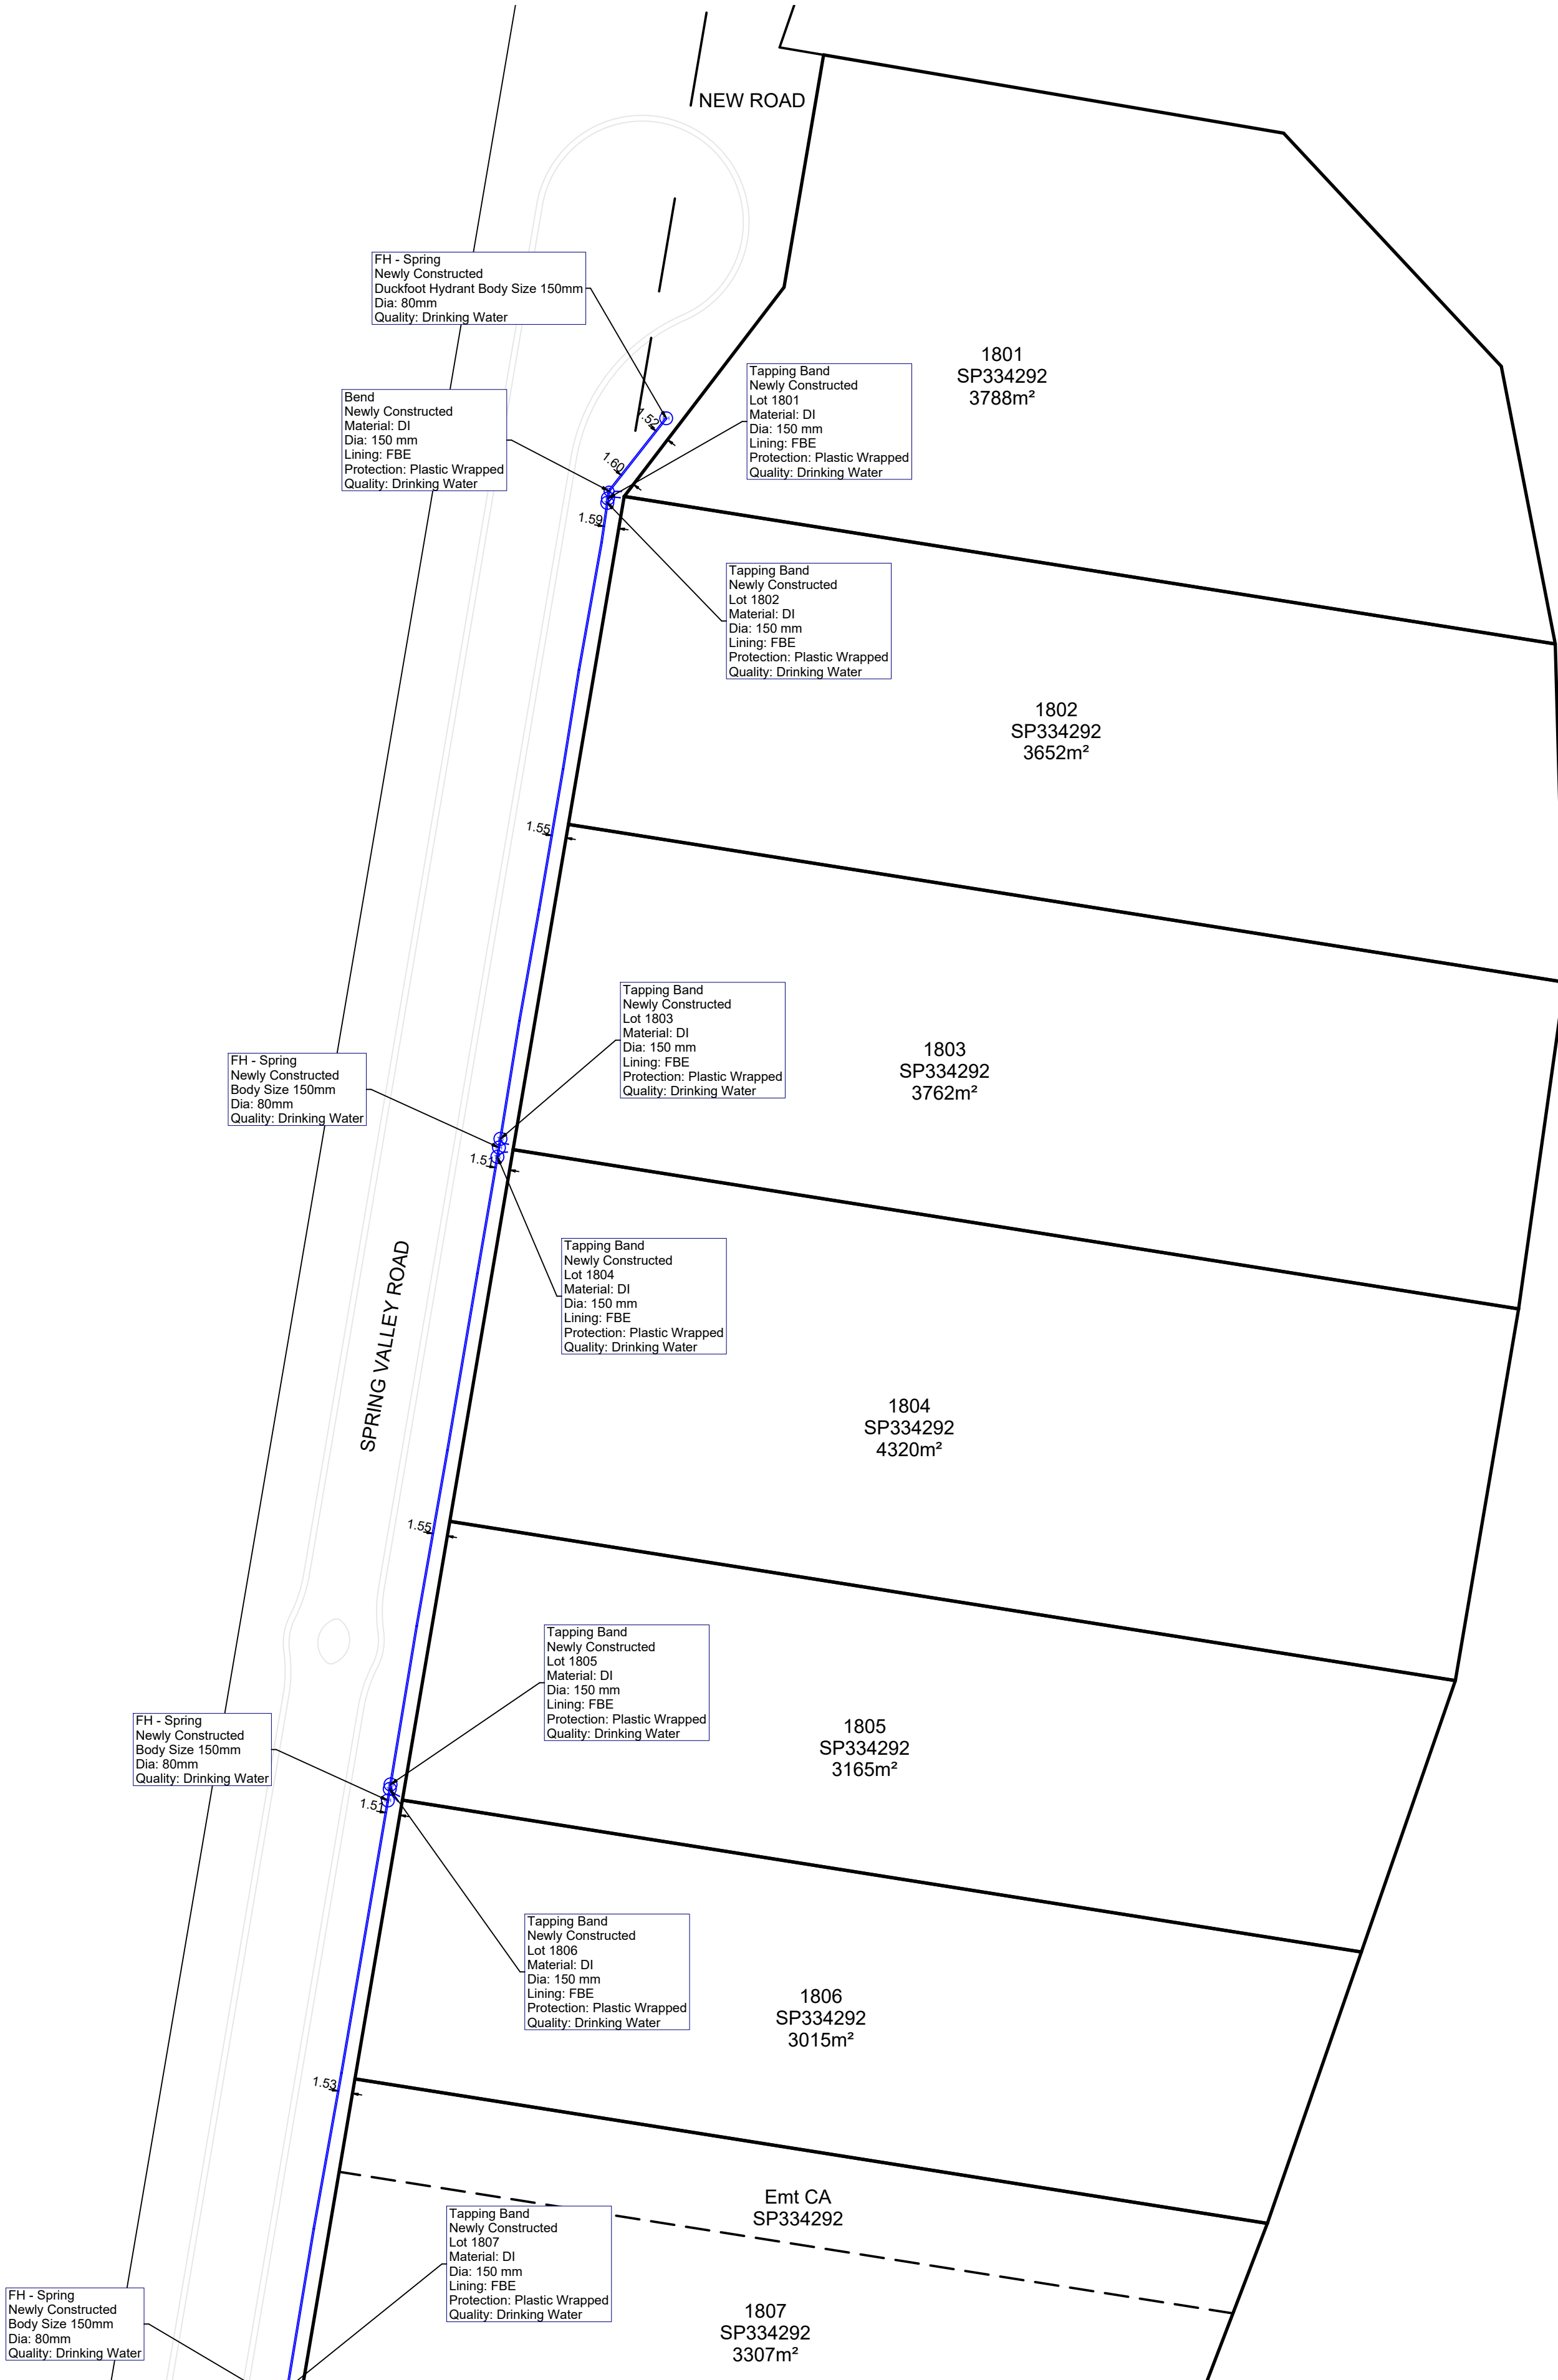 NEW ROAD
FH - Spring
Newly Constructed
Duckfoot Hydrant Body Size 150mm
Dia: 80mm
Quality: Drinking Water
1801
SP334292
3788m²
Tapping Band
Newly Constructed
Lot 1801
Material: DI
Dia: 150 mm
Lining: FBE
Protection: Plastic Wrapped
Quality: Drinking Water
Bend
Newly Constructed
Material: DI
Dia: 150 mm
Lining: FBE
Protection: Plastic Wrapped
Quality: Drinking Water
1.52
1.60
1.59
Tapping Band
Newly Constructed
Lot 1802
Material: DI
Dia: 150 mm
Lining: FBE
Protection: Plastic Wrapped
Quality: Drinking Water
1802
SP334292
3652m²
1.55
Tapping Band
Newly Constructed
Lot 1803
Material: DI
Dia: 150 mm
Lining: FBE
Protection: Plastic Wrapped
Quality: Drinking Water
1803
SP334292
3762m²
FH - Spring
Newly Constructed
Body Size 150mm
Dia: 80mm
Quality: Drinking Water
1.51
Tapping Band
Newly Constructed
Lot 1804
Material: DI
Dia: 150 mm
Lining: FBE
Protection: Plastic Wrapped
Quality: Drinking Water
SPRING VALLEY ROAD
1804
SP334292
4320m²
1.55
Tapping Band
Newly Constructed
Lot 1805
Material: DI
Dia: 150 mm
Lining: FBE
Protection: Plastic Wrapped
Quality: Drinking Water
1805
SP334292
3165m²
FH - Spring
Newly Constructed
Body Size 150mm
Dia: 80mm
Quality: Drinking Water
1.51
Tapping Band
Newly Constructed
Lot 1806
Material: DI
Dia: 150 mm
Lining: FBE
Protection: Plastic Wrapped
Quality: Drinking Water
1806
SP334292
3015m²
1.53
Emt CA
SP334292
Tapping Band
Newly Constructed
Lot 1807
Material: DI
Dia: 150 mm
Lining: FBE
Protection: Plastic Wrapped
Quality: Drinking Water
FH - Spring
Newly Constructed
Body Size 150mm
Dia: 80mm
Quality: Drinking Water
1807
SP334292
3307m²